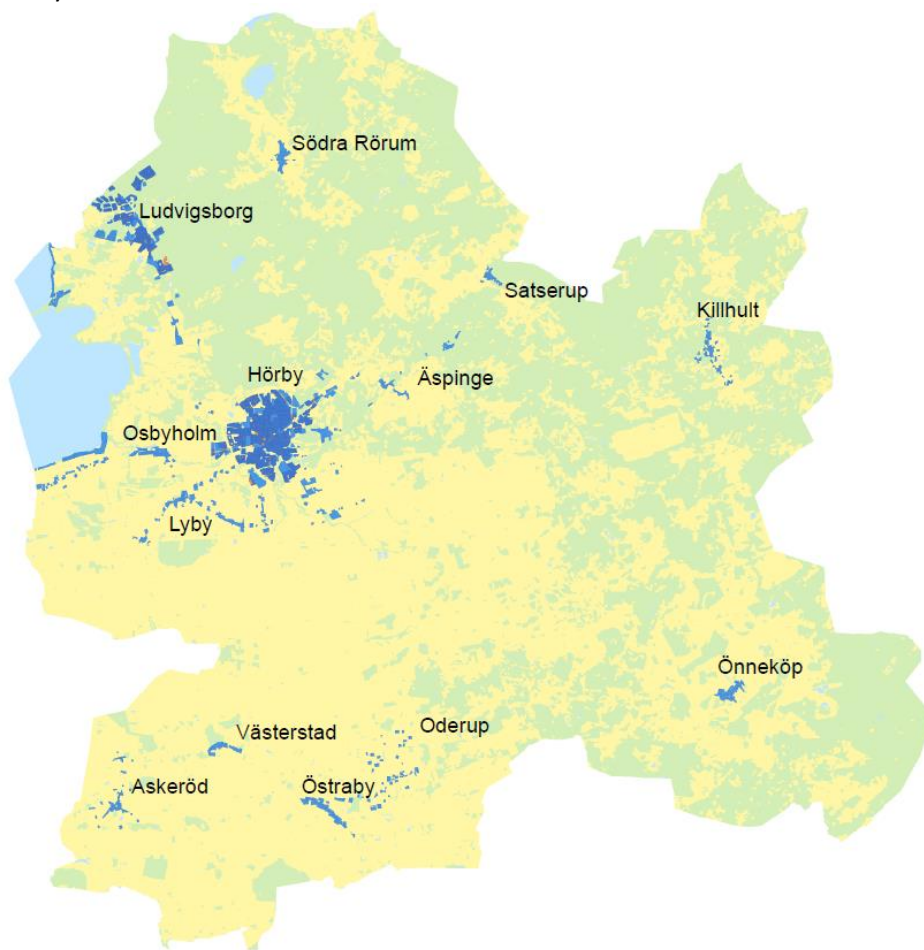 Södra Rörum
Ludvigsborg
Satserup
Killhult
Hörby
Äspinge
Osbyholm
Lyby
Önneköp
Oderup
Västerstad
Askeröd
Östraby